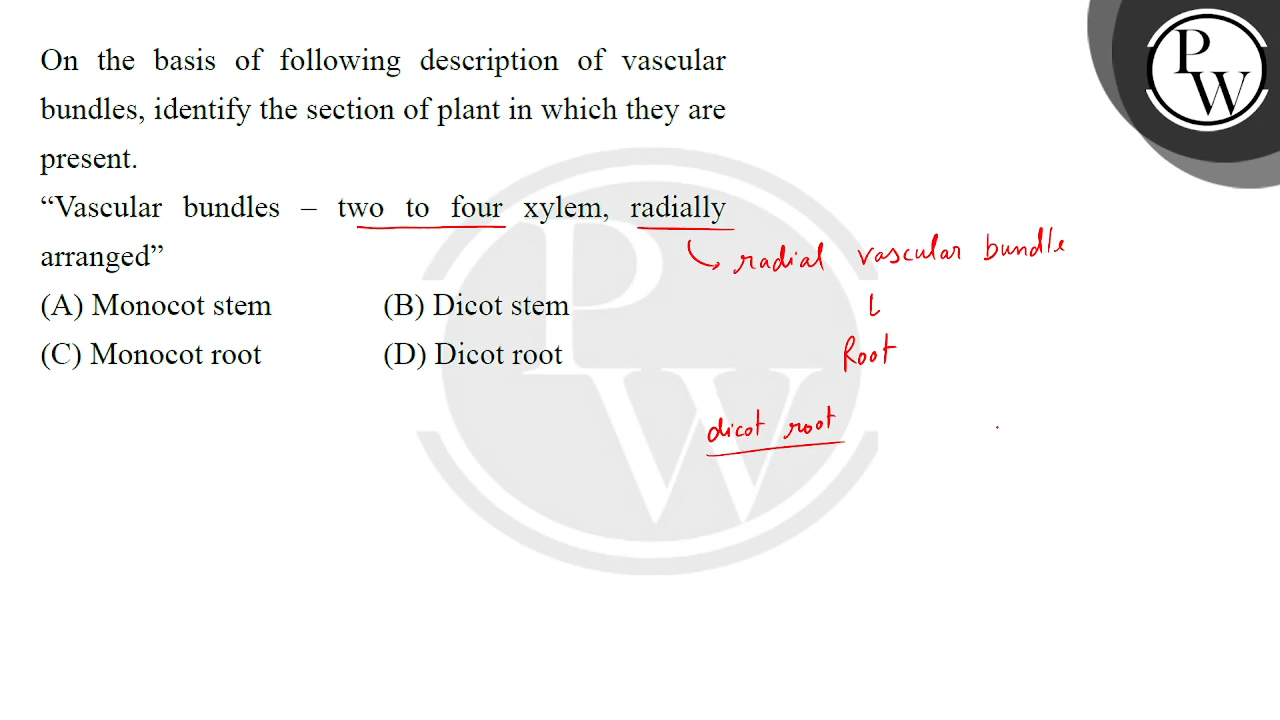 On the basis of following description of vascular
bundles, identify the section of plant in which they are
present.
“Vascular bundles – two to four xylem, radially
arranged”
radial vascular bundle
(A) Monocot stem (B) Dicot stem
(C) Monocot root (D) Dicot root
Root
dicot root
P
W
P
W